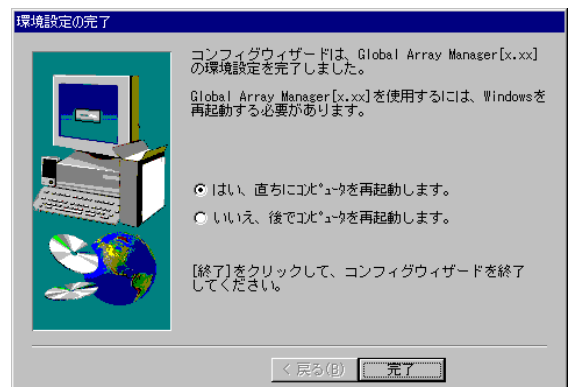 環境設定の完了
コンフィグウィザードは、Global Array Manager[x.xx]
の環境設定を完了しました。
Global Array Manager[x.xx]を使用するには、Windowsを
再起動する必要があります。
はい、直ちにｺﾝﾋﾟｭｰﾀを再起動します。
いいえ、後でｺﾝﾋﾟｭｰﾀを再起動します。
[終了]をクリックして、コンフィグウィザードを終了
してください。
< 戻る(B)
完了